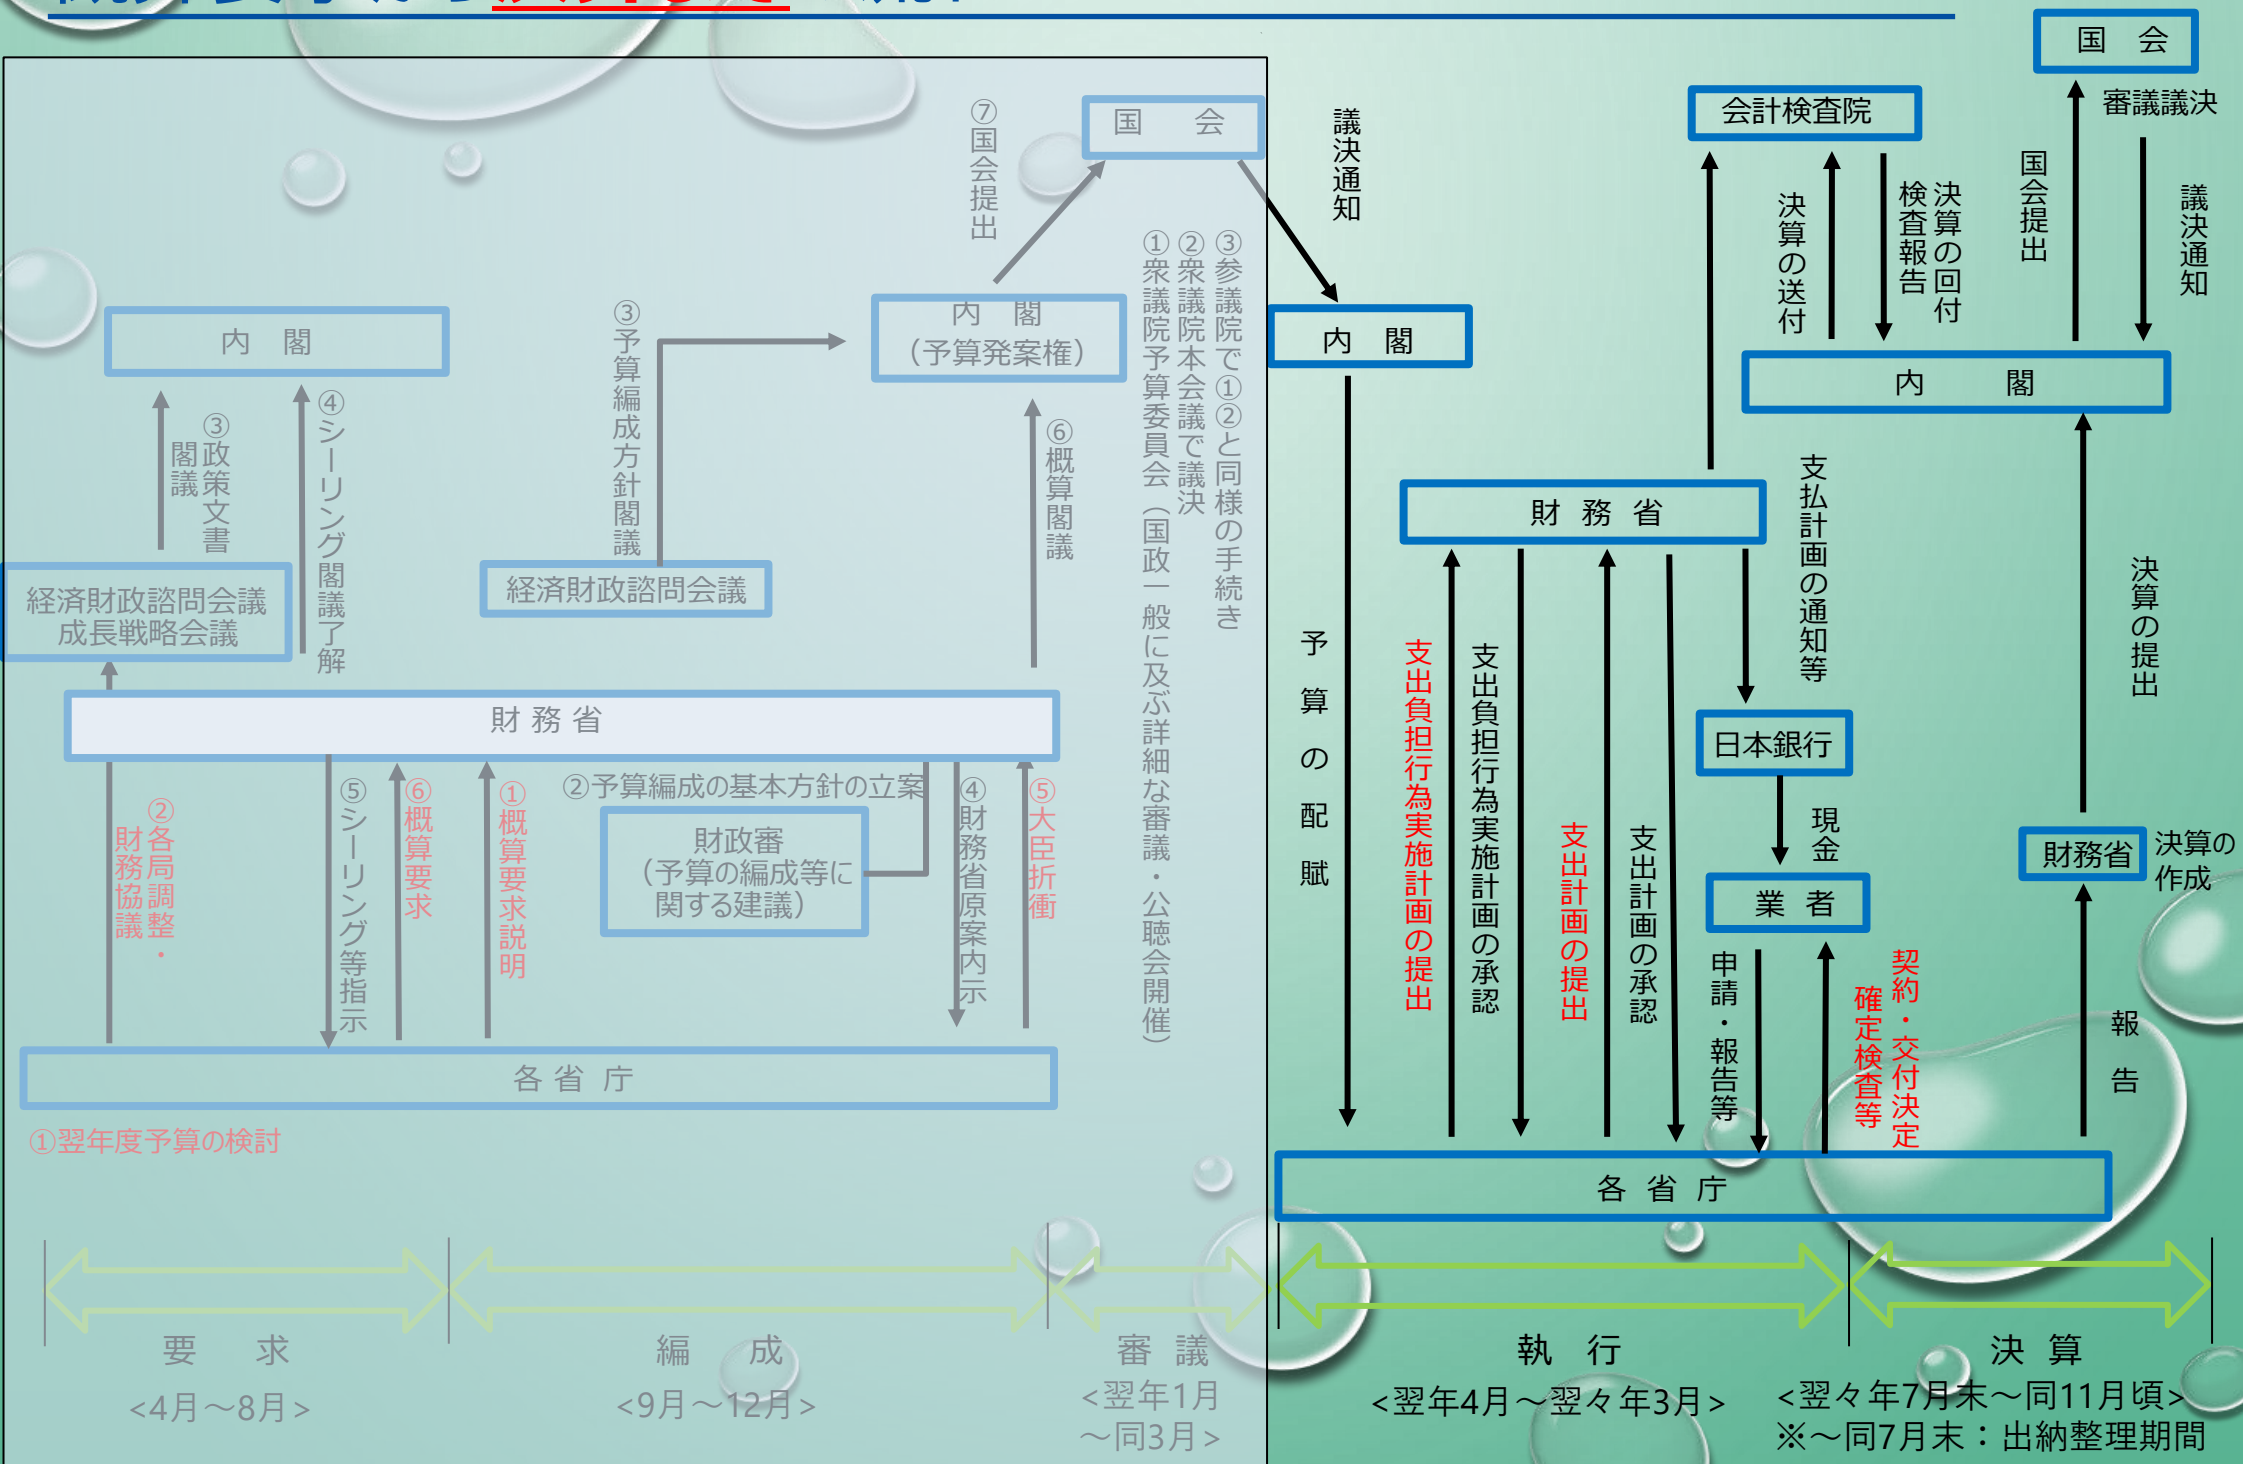 国 会
審議議決
国会提出
議決通知
会計検査院
決算の送付
決算の回付
検査報告
⑦国会提出
国 会
議決通知
③参議院で①②と同様の手続き
②衆議院本会議で議決
①衆議院予算委員会（国政一般に及ぶ詳細な審議・公聴会開催）
内 閣
③政策文書
閣議
④シーリング閣議了解
経済財政諮問会議
成長戦略会議
③予算編成方針閣議
経済財政諮問会議
内 閣
（予算発案権）
⑥概算閣議
財 務 省
②各局調整・
財務協議
⑤シーリング等指示
⑥概算要求
①概算要求説明
②予算編成の基本方針の立案
財政審
（予算の編成等に
関する建議）
④財務省原案内示
⑤大臣折衝
各 省 庁
①翌年度予算の検討
内 閣
予 算 の 配 賦
内 閣
財 務 省
支払計画の通知等
支出負担行為実施計画の提出
支出負担行為実施計画の承認
支出計画の提出
支出計画の承認
日本銀行
現金
業 者
申請・報告等
契約・交付決定
確定検査等
決算の提出
財務省
決算の
作成
報 告
各 省 庁
要 求
<4月～8月>
編 成
<9月～12月>
審 議
<翌年1月
～同3月>
執 行
<翌年4月～翌々年3月>
決 算
<翌々年7月末～同11月頃>
※～同7月末：出納整理期間